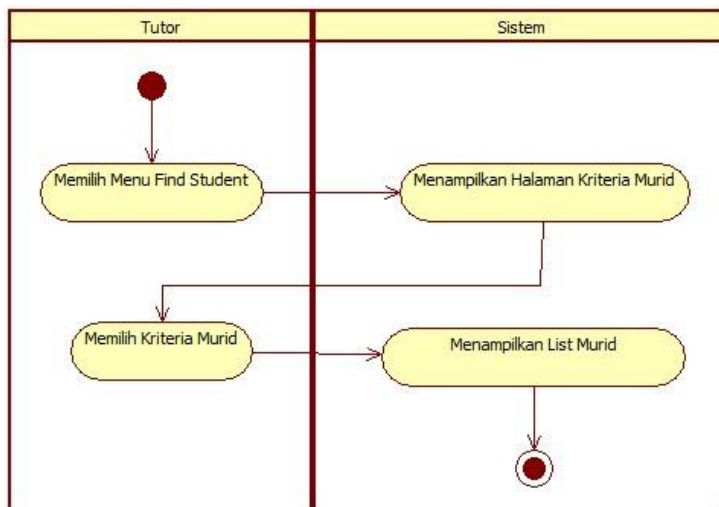 Tutor
Sistem
Memilih Menu Find Student
Menampilkan Halaman Kriteria Murid
Memilih Kriteria Murid
Menampilkan List Murid